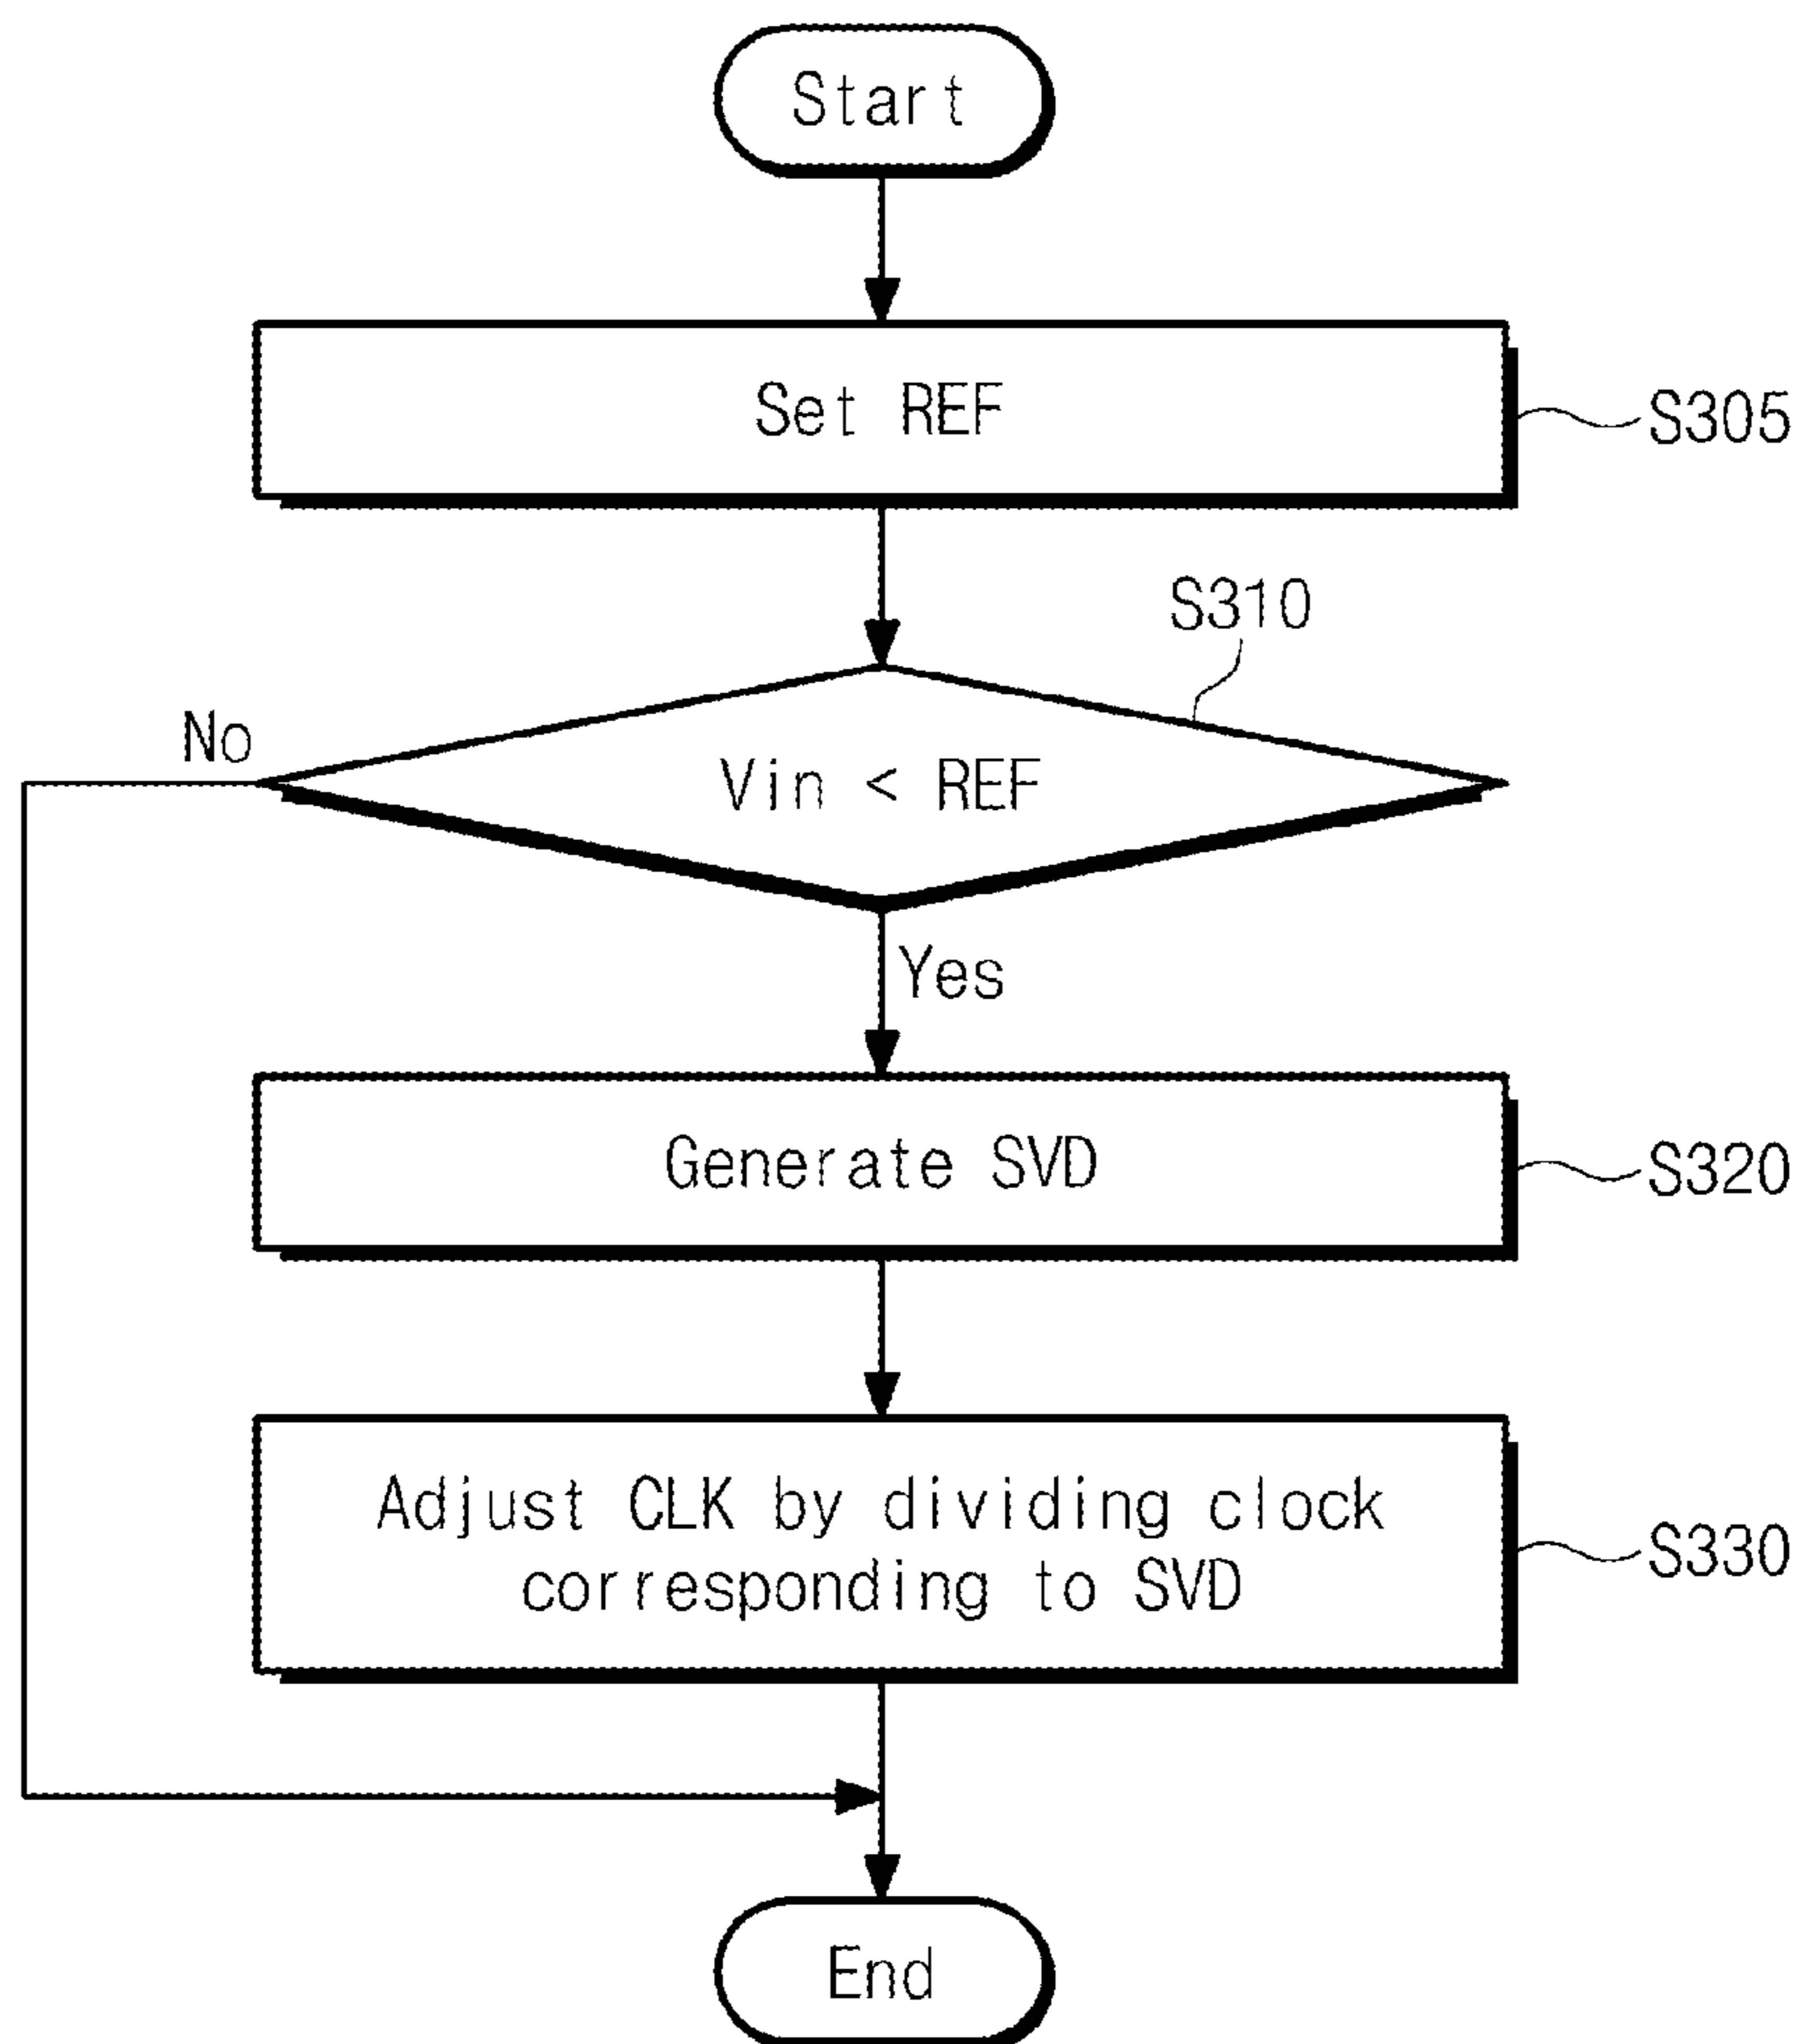 Start
Set REF
S305
S310
No
Vin < REF
Yes
Generate SVD
S320
Adjust CLK by dividing clock
corresponding to SVD
S330
End